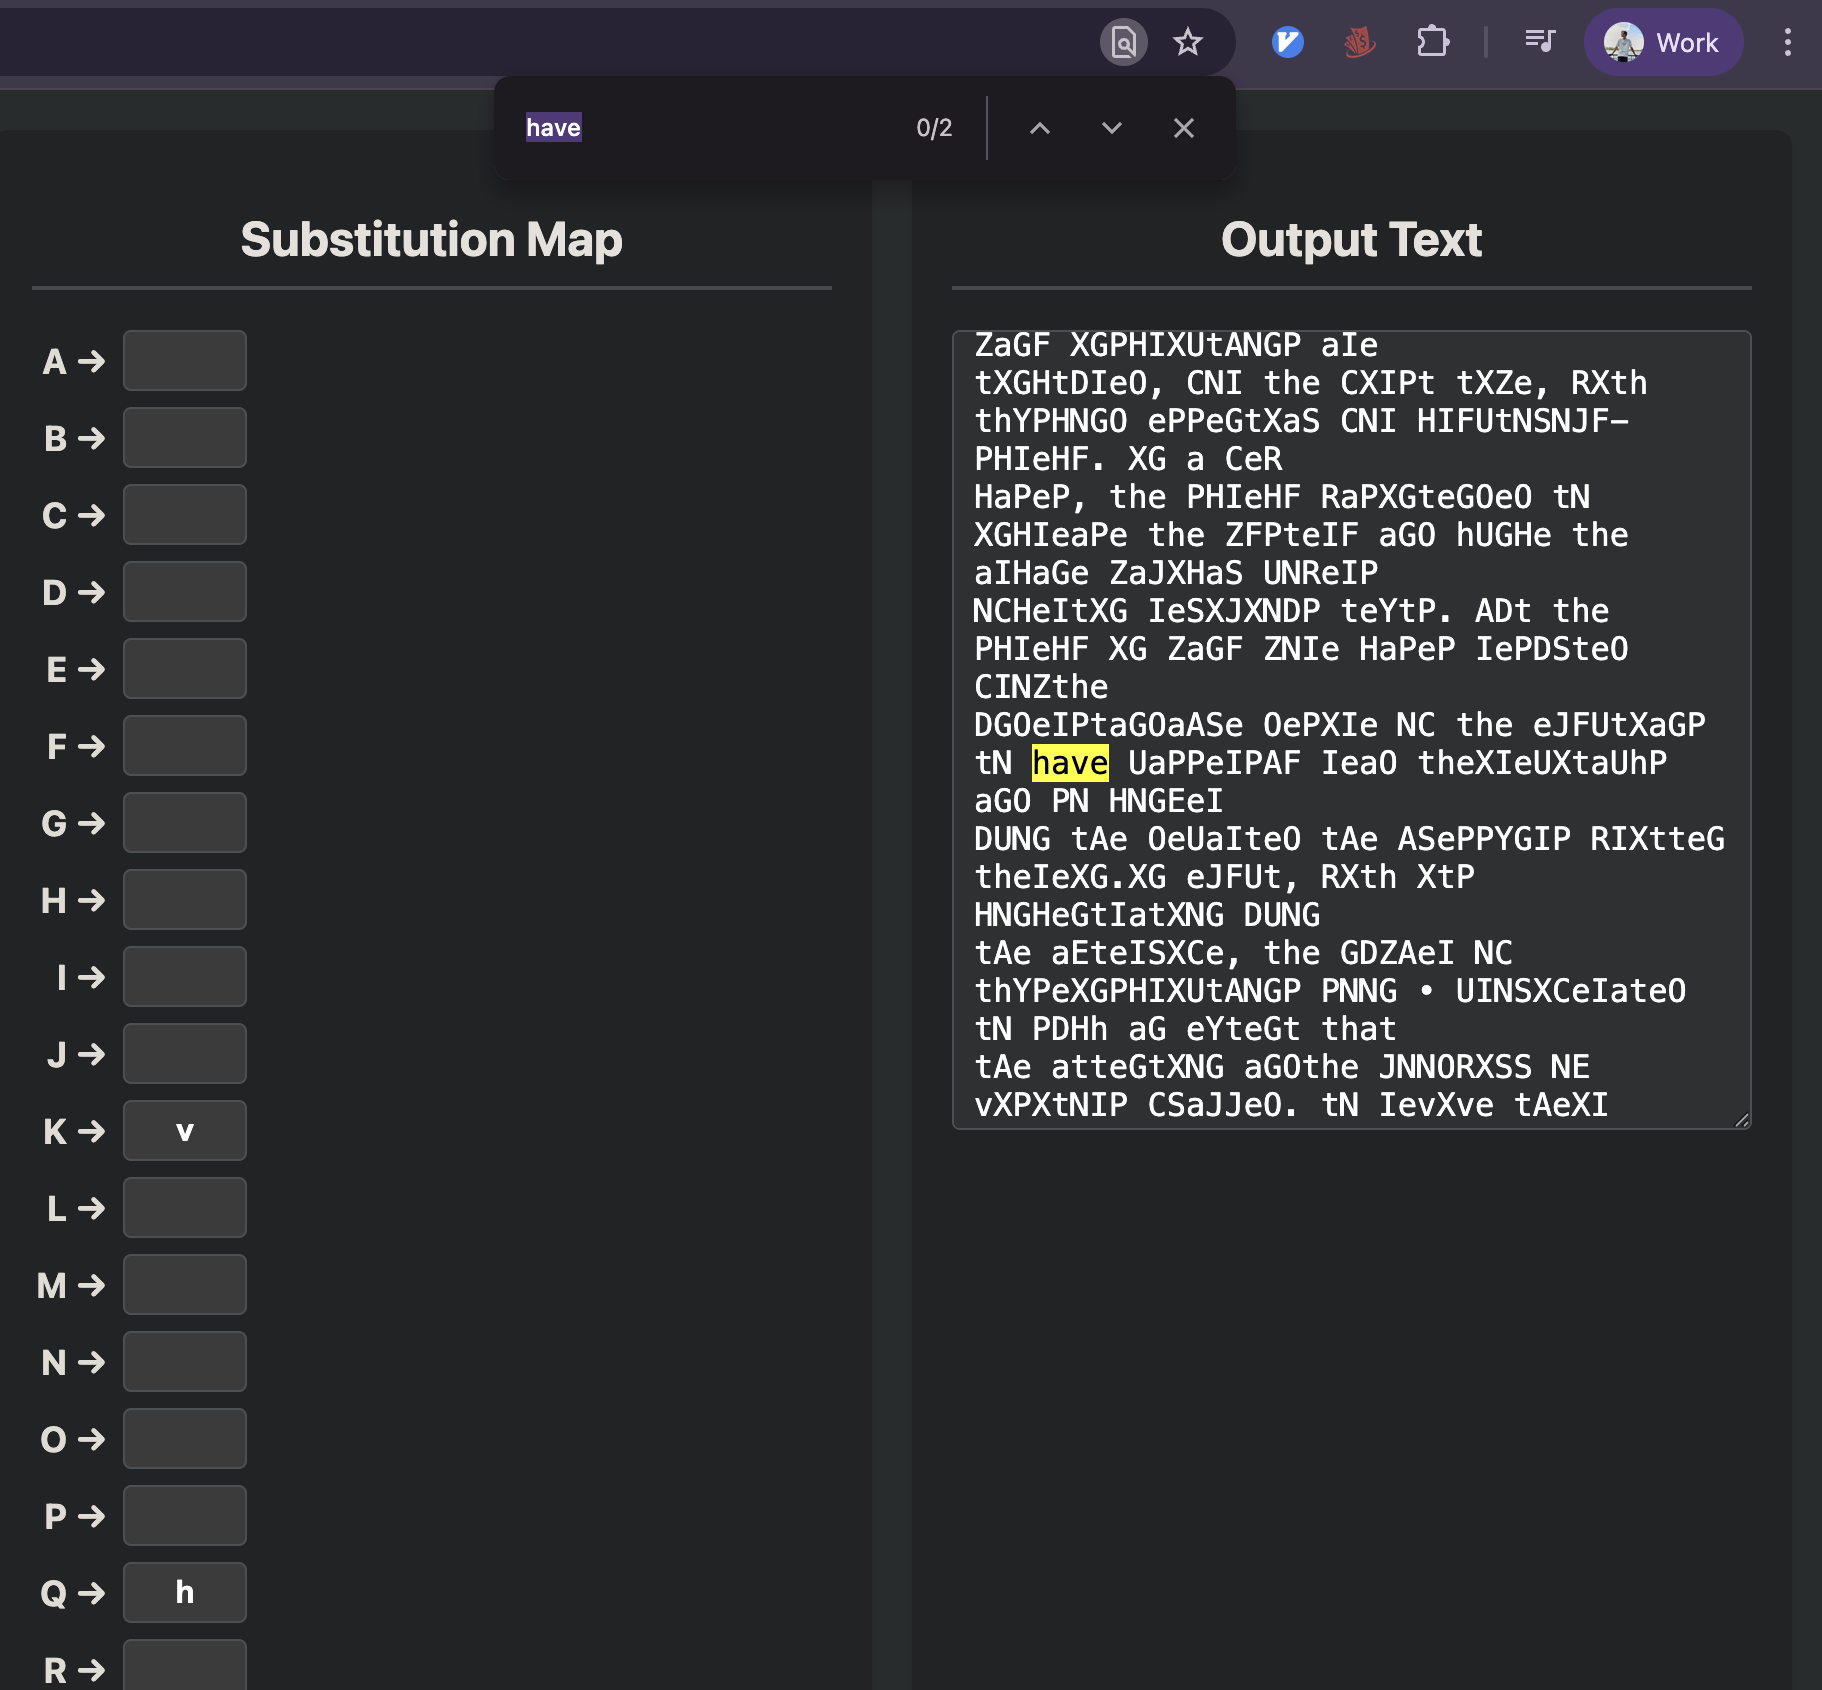 Work
have
0/2
Substitution Map
A →
B →
C →
D →
E →
F →
G →
H →
I →
J →
K → v
L →
M →
N →
O →
P →
Q → h
R →
Output Text
ZaGF XGPHIXUtANGP aIe
tXGHtDIeO, CNI the CXIPt tXZe, RXth
thYPHNGO ePPeGtXaS CNI HIFUtNSNJF-
PHIeHF. XG a CeR
HaPeP, the PHIeHF RaPXGteGOeO tN
XGHIeaPe the ZFPteIF aGO hUGHe the
aIHaGe ZaJXHaS UNReIP
NCHeItXG IeSXJXNDP teYtP. ADt the
PHIeHF XG ZaGF ZNIe HaPeP IePDSteO
CINZthe
DGOeIPtaGOaASe OePXIe NC the eJFUtXaGP
tN have UaPPeIPAF IeaO theXIeUXtaUhP
aGO PN HNGEeI
DUNG tAe OeUaIteO tAe ASePPYGIP RIXtteG
theIeXG.XG eJFUt, RXth XtP
HNGHeGtIatXNG DUNG
tAe aEteISXCe, the GDZAeI NC
thYPeXGPHIXUtANGP PNNG • UINSXCeIateO
tN PDHh aG eYteGt that
tAe atteGtXNG aGOthe JNNORXSS NE
vXPXtNIP CSaJJeO. tN IevXve tAeXI